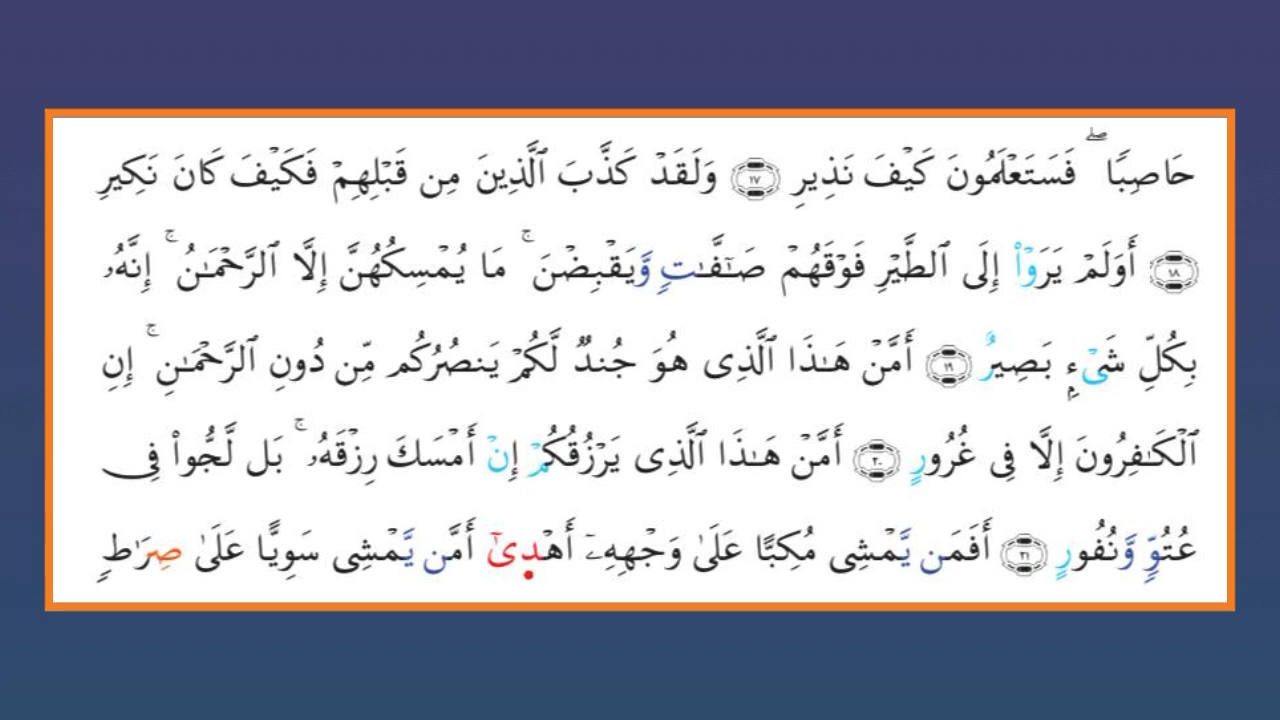 حَاصِبًاۖ فَسَتَعۡلَمُونَ كَيۡفَ نَذِيرِ ١٧ وَلَقَدۡ كَذَّبَ ٱلَّذِينَ مِن قَبۡلِهِمۡ فَكَيۡفَ كَانَ نَكِيرِ
١٨ أَوَلَمۡ يَرَوۡاْ إِلَى ٱلطَّيۡرِ فَوۡقَهُمۡ صَـٰٓفَّـٰتٖ وَّيَقۡبِضۡنَۚ مَا يُمۡسِكُهُنَّ إِلَّا ٱلرَّحۡمَـٰنُۚ إِنَّهُۥ
بِكُلِّ شَيۡءِۭ بَصِيرٌ ١٩ أَمَّنۡ هَـٰذَا ٱلَّذِى هُوَ جُندٞ لَّكُمۡ يَنصُرُكُم مِّن دُونِ ٱلرَّحۡمَـٰنِۚ إِنِ
ٱلۡكَـٰفِرُونَ إِلَّا فِى غُرُورٍ ٢٠ أَمَّنۡ هَـٰذَا ٱلَّذِى يَرۡزُقُكُمۡ إِنۡ أَمۡسَكَ رِزۡقَهُۥۚ بَل لَّجُّواْ فِى
عُتُوّٖ وَّنُفُورٍ ٢١ أَفَمَن يَّمۡشِى مُكِبًّا عَلَىٰ وَجۡهِهِۦٓ أَهۡدِىٰٓ أَمَّن يَّمۡشِى سَوِيًّا عَلَىٰ صِرَٰطٖ